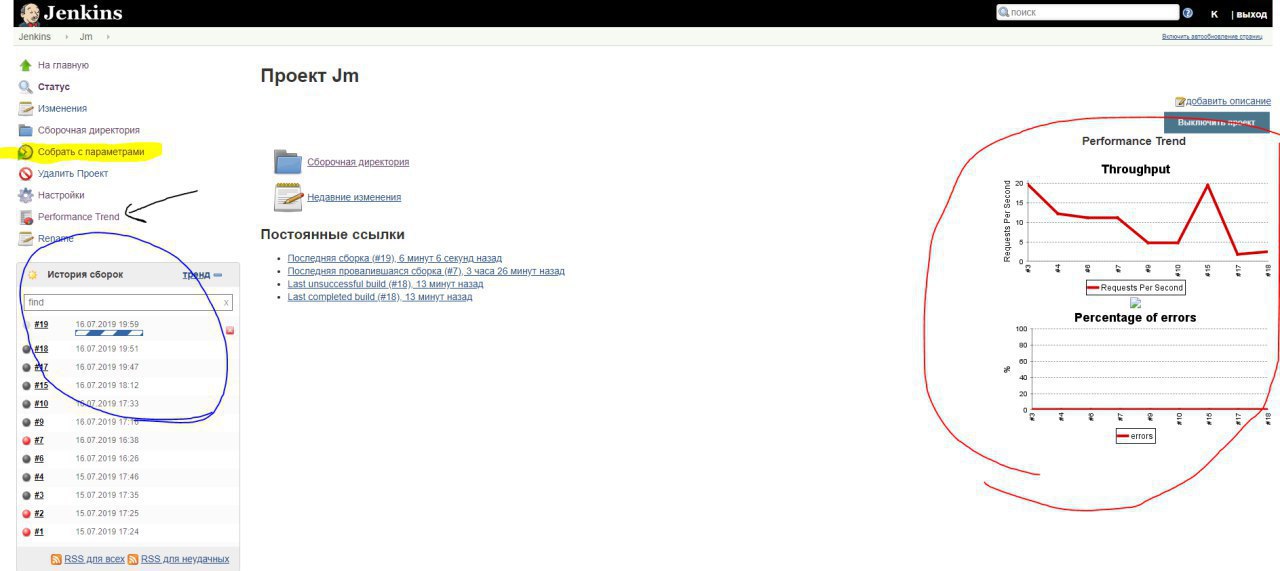 Jenkins
поиск
К | выход
Jenkins Jm
Включить автообновление страниц
На главную
Статус
Изменения
Сборочная директория
Собрать с параметрами
Удалить Проект
Настройки
Performance Trend
Rename
История сборок тренд
find x
#19 16.07.2019 19:59
#18 16.07.2019 19:51
#17 16.07.2019 19:47
#15 16.07.2019 18:12
#10 16.07.2019 17:33
#9 16.07.2019 17:16
#7 16.07.2019 16:38
#6 16.07.2019 16:26
#4 15.07.2019 17:46
#3 15.07.2019 17:35
#2 15.07.2019 17:25
#1 15.07.2019 17:24
RSS для всех RSS для неудачных
Проект Jm
Сборочная директория
Недавние изменения
Постоянные ссылки
Последняя сборка (#19), 6 минут 6 секунд назад
Последняя провалившаяся сборка (#7), 3 часа 26 минут назад
Last unsuccessful build (#18), 13 минут назад
Last completed build (#18), 13 минут назад
добавить описание
Выключить проект
Performance Trend
Throughput
Requests Per Second
20
15
10
5
0
#3 #4 #6 #7 #9 #10 #15 #17 #18
Requests Per Second
Percentage of errors
%
100
80
60
40
20
0
#3 #4 #6 #7 #9 #10 #15 #17 #18
errors